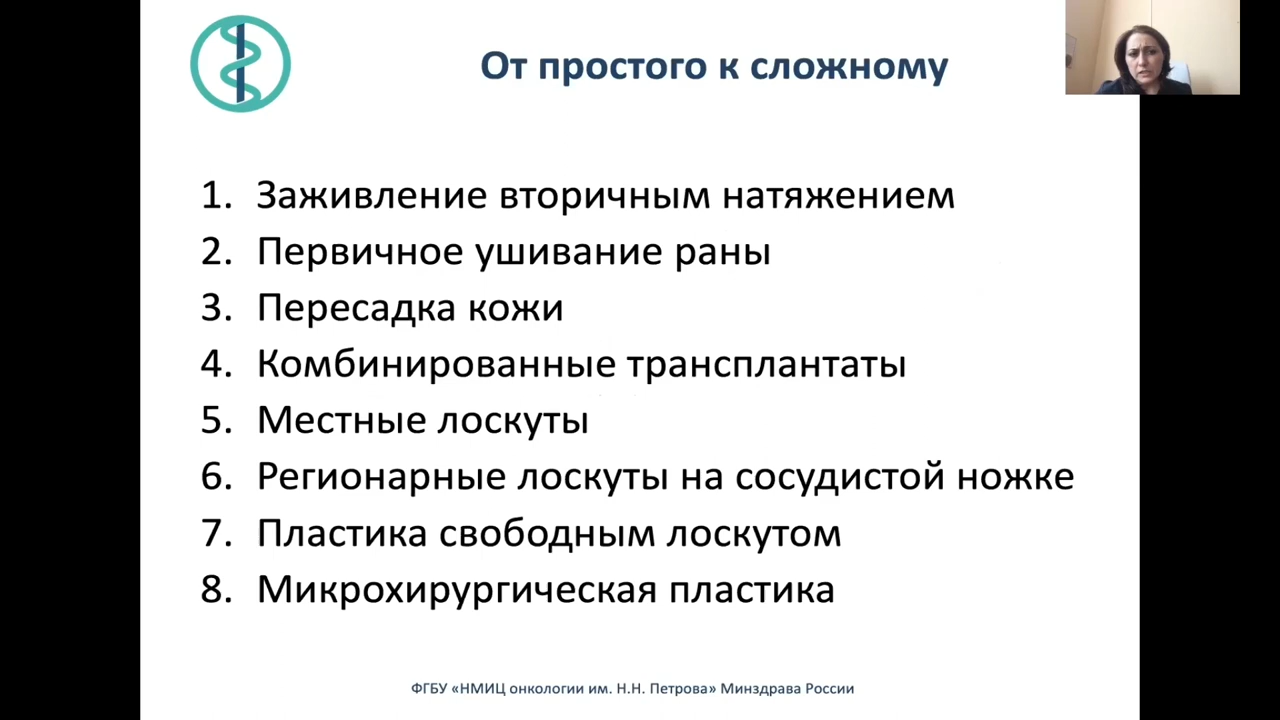 От простого к сложному
1. Заживление вторичным натяжением
2. Первичное ушивание раны
3. Пересадка кожи
4. Комбинированные трансплантаты
5. Местные лоскуты
6. Регионарные лоскуты на сосудистой ножке
7. Пластика свободным лоскутом
8. Микрохирургическая пластика
ФГБУ «НМИЦ онкологии им. Н.Н. Петрова» Минздрава России